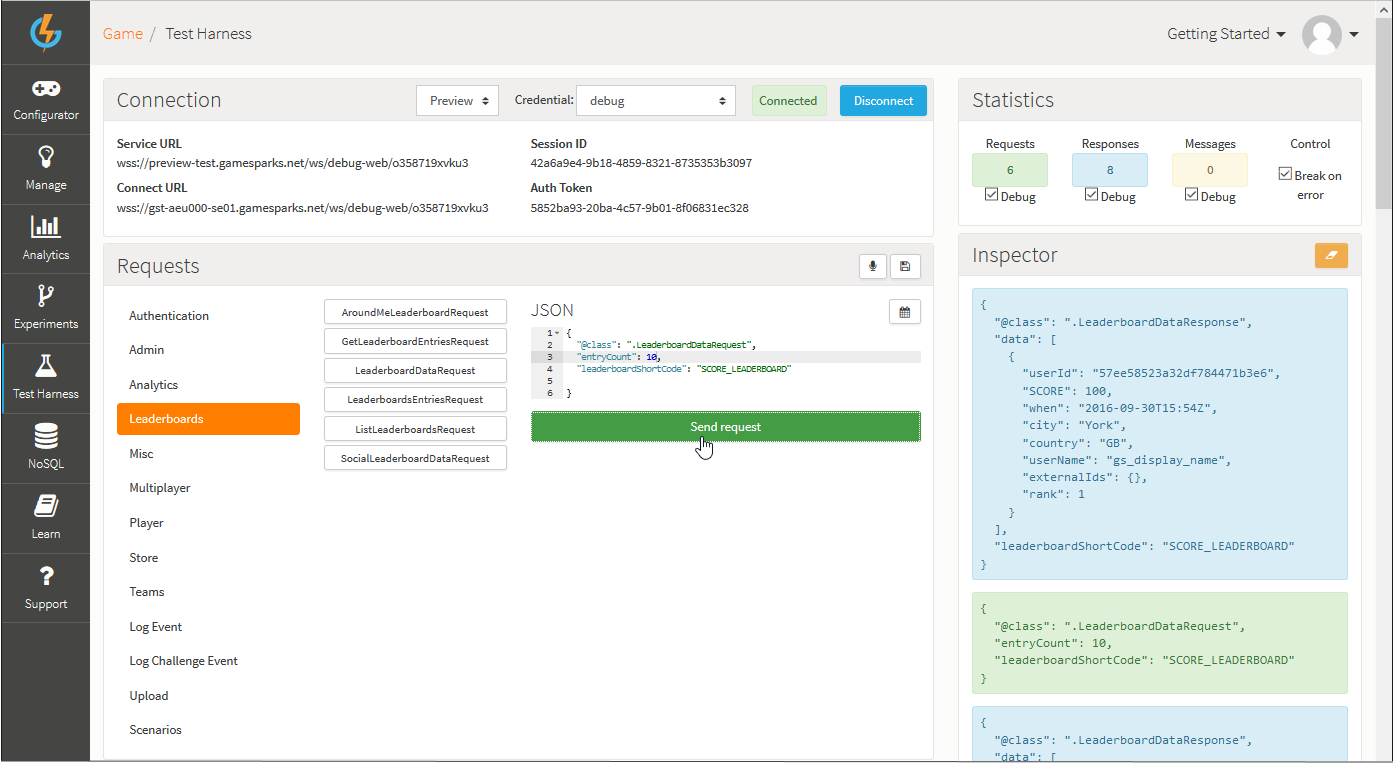 Game / Test Harness
Getting Started
Configurator
Manage
Analytics
Experiments
Test Harness
NoSQL
Learn
Support
Connection
Preview
Credential:
debug
Connected
Disconnect
Service URL
wss://preview-test.gamesparks.net/ws/debug-web/o358719xvku3
Connect URL
wss://gst-aeu000-se01.gamesparks.net/ws/debug-web/o358719xvku3
Session ID
42a6a9e4-9b18-4859-8321-8735353b3097
Auth Token
5852ba93-20ba-4c57-9b01-8f06831ec328
Statistics
Requests
6
Debug
Responses
8
Debug
Messages
0
Debug
Control
Break on
error
Requests
Authentication
Admin
Analytics
Leaderboards
Misc
Multiplayer
Player
Store
Teams
Log Event
Log Challenge Event
Upload
Scenarios
AroundMeLeaderboardRequest
GetLeaderboardEntriesRequest
LeaderboardDataRequest
LeaderboardsEntriesRequest
ListLeaderboardsRequest
SocialLeaderboardDataRequest
JSON
1 {
2 "@class": ".LeaderboardDataRequest",
3 "entryCount": 10,
4 "leaderboardShortCode": "SCORE_LEADERBOARD"
5
6 }
Send request
Inspector
{
"@class": ".LeaderboardDataResponse",
"data": [
{
"userId": "57ee58523a32df784471b3e6",
"SCORE": 100,
"when": "2016-09-30T15:54Z",
"city": "York",
"country": "GB",
"userName": "gs_display_name",
"externalIds": {},
"rank": 1
}
],
"leaderboardShortCode": "SCORE_LEADERBOARD"
}
{
"@class": ".LeaderboardDataRequest",
"entryCount": 10,
"leaderboardShortCode": "SCORE_LEADERBOARD"
}
{
"@class": ".LeaderboardDataResponse",
"data": [